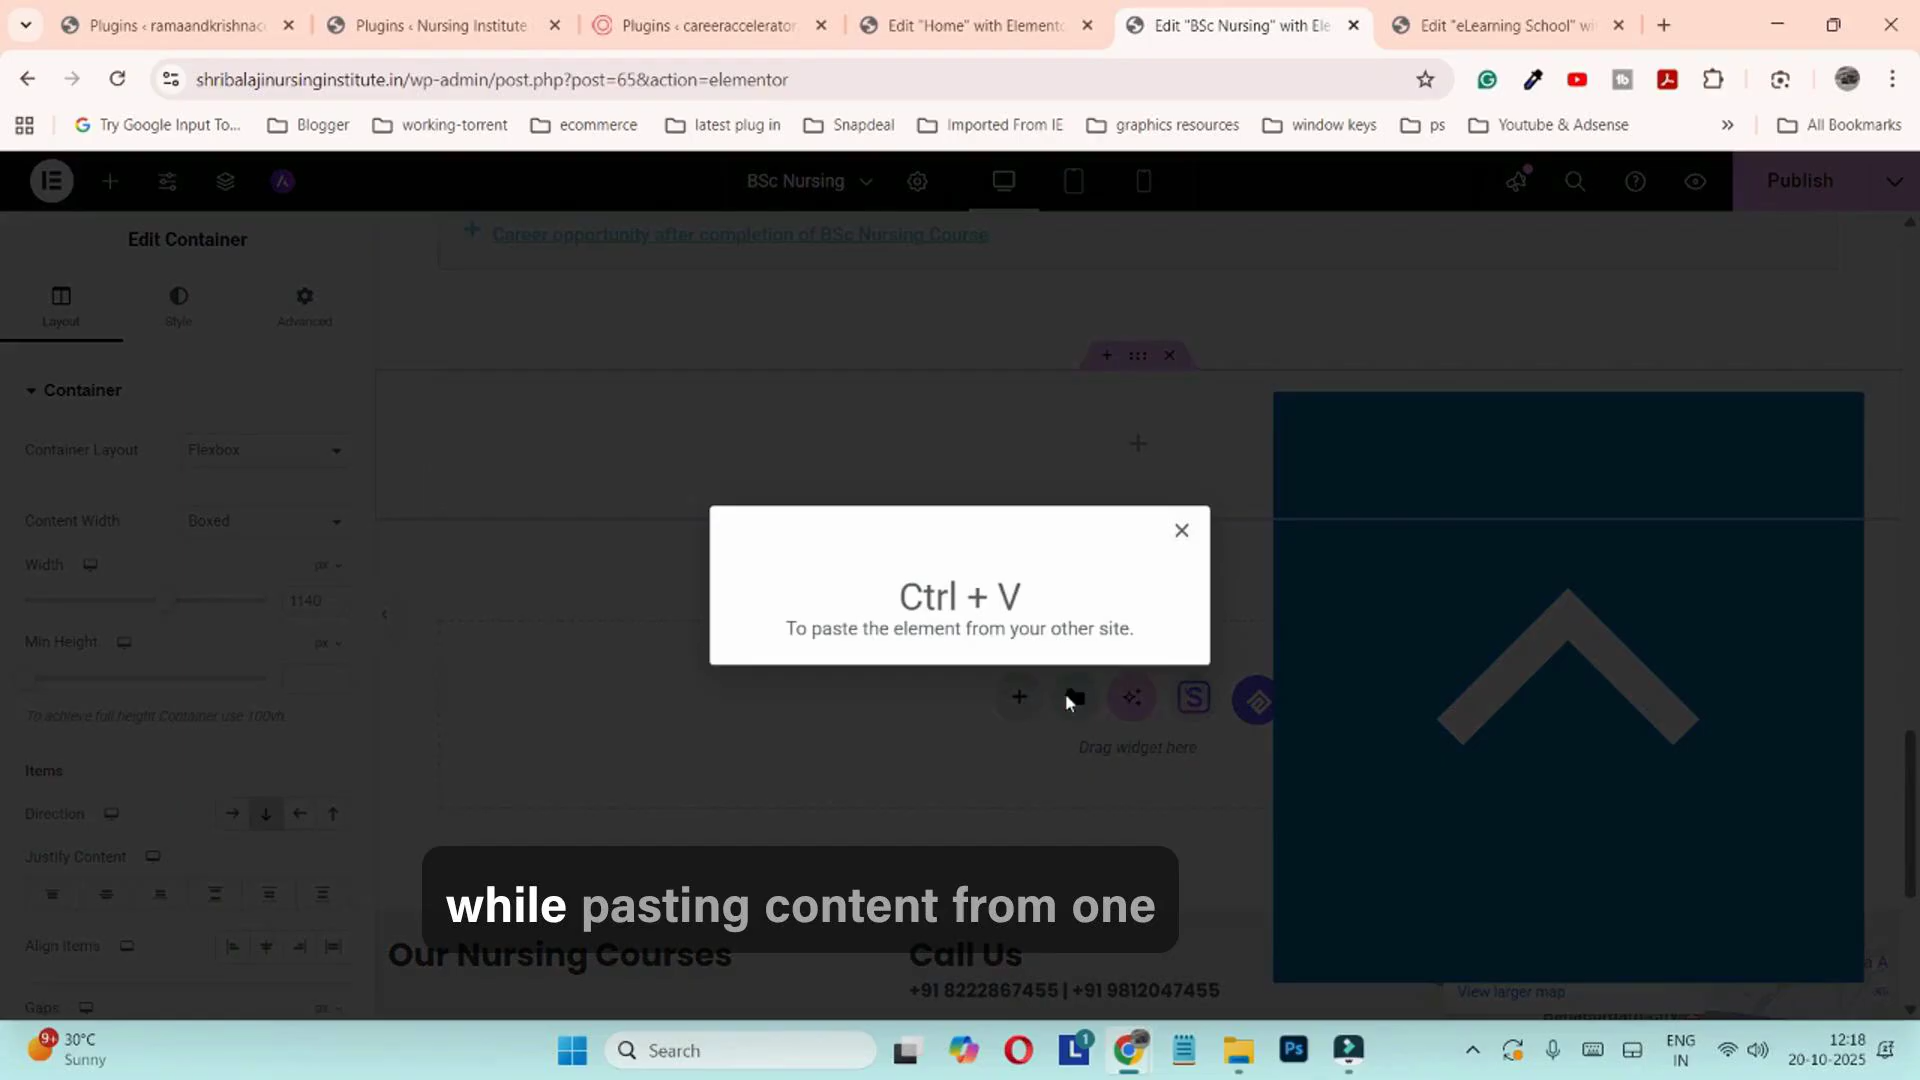 Plugins ‹ ramaandkrishnac
Plugins ‹ Nursing Institute
Plugins ‹ careeraccelerator
Edit "Home" with Elemento
Edit "BSc Nursing" with Ele
Edit "eLearning School" wi
shribalajinursinginstitute.in/wp-admin/post.php?post=65&action=elementor
Try Google Input To...
Blogger
working-torrent
ecommerce
latest plug in
Snapdeal
Imported From IE
graphics resources
window keys
ps
Youtube & Adsense
All Bookmarks
BSc Nursing
Publish
Edit Container
Layout
Style
Advanced
Career opportunity after completion of BSc Nursing Course
Container
Container Layout
Flexbox
Content Width
Boxed
Width
px
1140
Min Height
px
To achieve full height Container use 100vh.
Items
Direction
Justify Content
Align Items
Gaps
px
Ctrl + V
To paste the element from your other site.
Drag widget here
while pasting content from one
Our Nursing Courses
Call Us
+91 8222867455 | +91 9812047455
View larger map
30°C
Sunny
Search
ENG
IN
12:18
20-10-2025